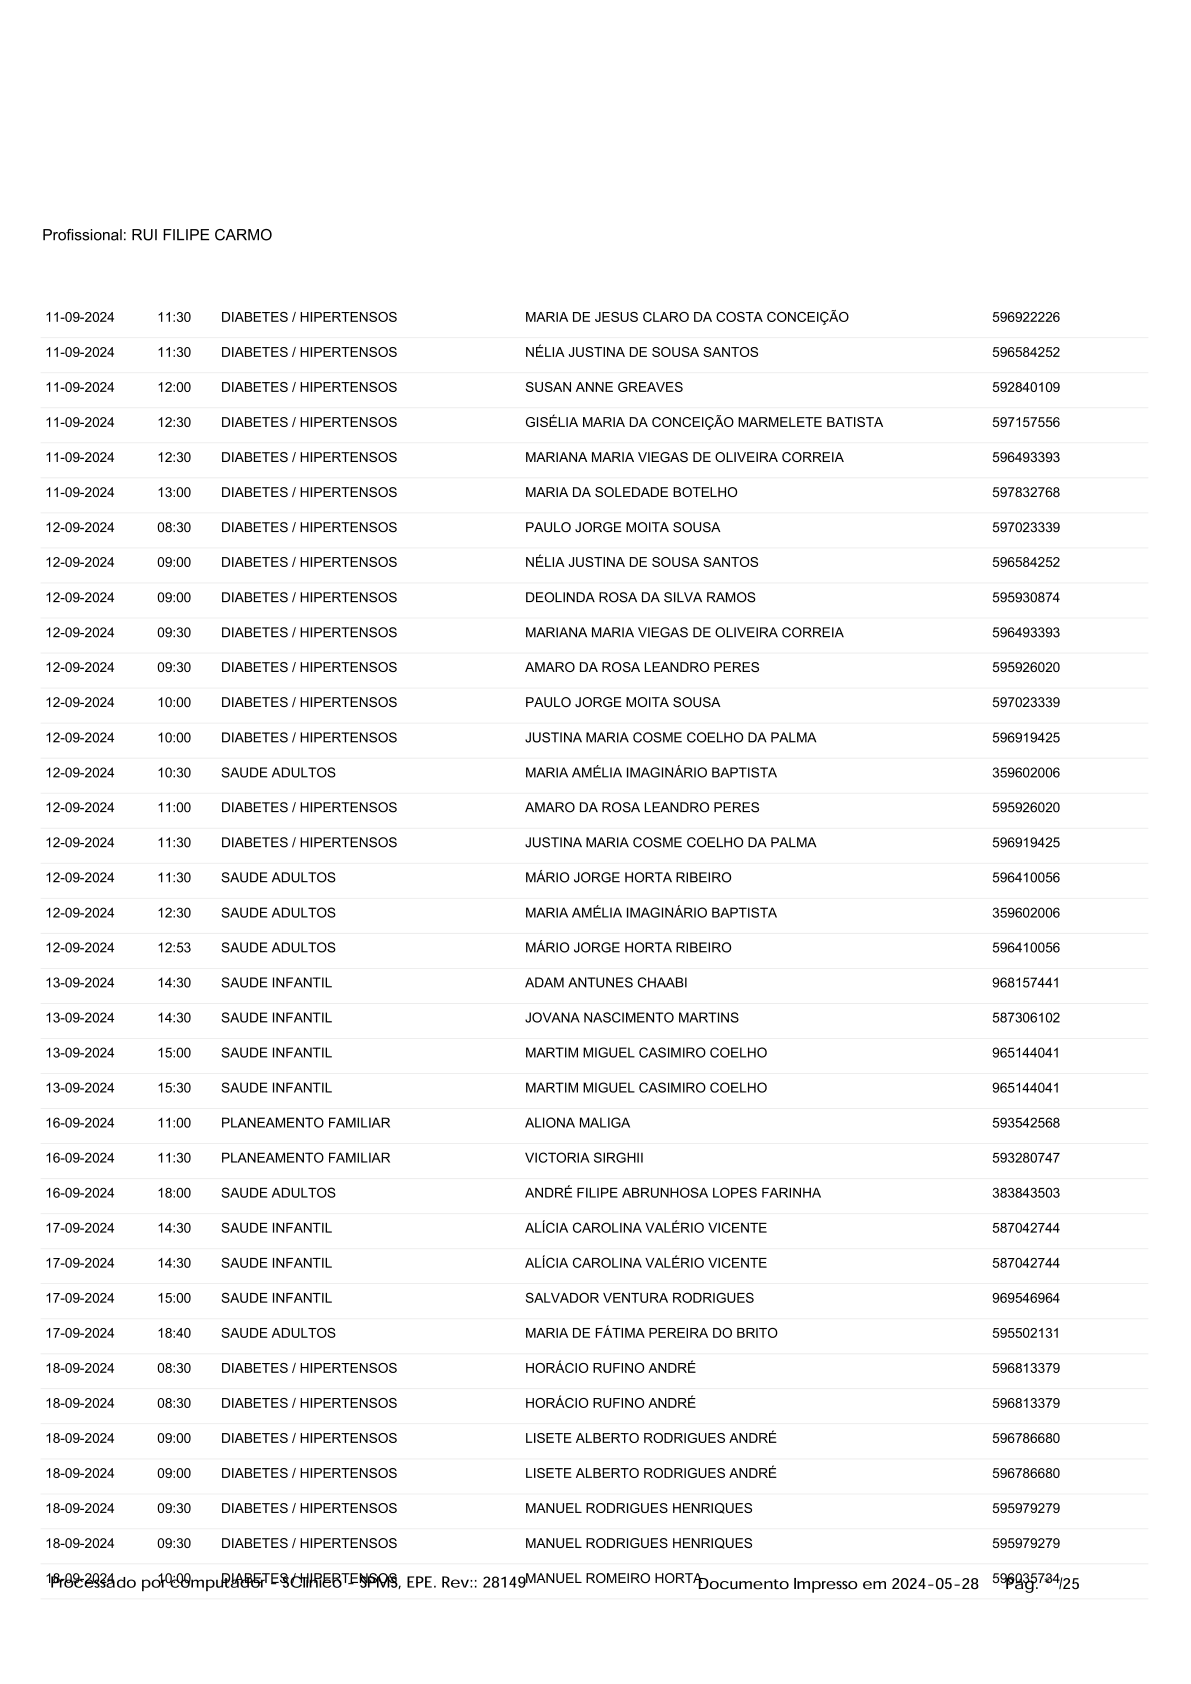 Profissional: RUI FILIPE CARMO
11-09-2024 11:30 DIABETES / HIPERTENSOS MARIA DE JESUS CLARO DA COSTA CONCEIÇÃO 596922226
11-09-2024 11:30 DIABETES / HIPERTENSOS NÉLIA JUSTINA DE SOUSA SANTOS 596584252
11-09-2024 12:00 DIABETES / HIPERTENSOS SUSAN ANNE GREAVES 592840109
11-09-2024 12:30 DIABETES / HIPERTENSOS GISÉLIA MARIA DA CONCEIÇÃO MARMELETE BATISTA 597157556
11-09-2024 12:30 DIABETES / HIPERTENSOS MARIANA MARIA VIEGAS DE OLIVEIRA CORREIA 596493393
11-09-2024 13:00 DIABETES / HIPERTENSOS MARIA DA SOLEDADE BOTELHO 597832768
12-09-2024 08:30 DIABETES / HIPERTENSOS PAULO JORGE MOITA SOUSA 597023339
12-09-2024 09:00 DIABETES / HIPERTENSOS NÉLIA JUSTINA DE SOUSA SANTOS 596584252
12-09-2024 09:00 DIABETES / HIPERTENSOS DEOLINDA ROSA DA SILVA RAMOS 595930874
12-09-2024 09:30 DIABETES / HIPERTENSOS MARIANA MARIA VIEGAS DE OLIVEIRA CORREIA 596493393
12-09-2024 09:30 DIABETES / HIPERTENSOS AMARO DA ROSA LEANDRO PERES 595926020
12-09-2024 10:00 DIABETES / HIPERTENSOS PAULO JORGE MOITA SOUSA 597023339
12-09-2024 10:00 DIABETES / HIPERTENSOS JUSTINA MARIA COSME COELHO DA PALMA 596919425
12-09-2024 10:30 SAUDE ADULTOS MARIA AMÉLIA IMAGINÁRIO BAPTISTA 359602006
12-09-2024 11:00 DIABETES / HIPERTENSOS AMARO DA ROSA LEANDRO PERES 595926020
12-09-2024 11:30 DIABETES / HIPERTENSOS JUSTINA MARIA COSME COELHO DA PALMA 596919425
12-09-2024 11:30 SAUDE ADULTOS MÁRIO JORGE HORTA RIBEIRO 596410056
12-09-2024 12:30 SAUDE ADULTOS MARIA AMÉLIA IMAGINÁRIO BAPTISTA 359602006
12-09-2024 12:53 SAUDE ADULTOS MÁRIO JORGE HORTA RIBEIRO 596410056
13-09-2024 14:30 SAUDE INFANTIL ADAM ANTUNES CHAABI 968157441
13-09-2024 14:30 SAUDE INFANTIL JOVANA NASCIMENTO MARTINS 587306102
13-09-2024 15:00 SAUDE INFANTIL MARTIM MIGUEL CASIMIRO COELHO 965144041
13-09-2024 15:30 SAUDE INFANTIL MARTIM MIGUEL CASIMIRO COELHO 965144041
16-09-2024 11:00 PLANEAMENTO FAMILIAR ALIONA MALIGA 593542568
16-09-2024 11:30 PLANEAMENTO FAMILIAR VICTORIA SIRGHII 593280747
16-09-2024 18:00 SAUDE ADULTOS ANDRÉ FILIPE ABRUNHOSA LOPES FARINHA 383843503
17-09-2024 14:30 SAUDE INFANTIL ALÍCIA CAROLINA VALÉRIO VICENTE 587042744
17-09-2024 14:30 SAUDE INFANTIL ALÍCIA CAROLINA VALÉRIO VICENTE 587042744
17-09-2024 15:00 SAUDE INFANTIL SALVADOR VENTURA RODRIGUES 969546964
17-09-2024 18:40 SAUDE ADULTOS MARIA DE FÁTIMA PEREIRA DO BRITO 595502131
18-09-2024 08:30 DIABETES / HIPERTENSOS HORÁCIO RUFINO ANDRÉ 596813379
18-09-2024 08:30 DIABETES / HIPERTENSOS HORÁCIO RUFINO ANDRÉ 596813379
18-09-2024 09:00 DIABETES / HIPERTENSOS LISETE ALBERTO RODRIGUES ANDRÉ 596786680
18-09-2024 09:00 DIABETES / HIPERTENSOS LISETE ALBERTO RODRIGUES ANDRÉ 596786680
18-09-2024 09:30 DIABETES / HIPERTENSOS MANUEL RODRIGUES HENRIQUES 595979279
18-09-2024 09:30 DIABETES / HIPERTENSOS MANUEL RODRIGUES HENRIQUES 595979279
18-09-2024 10:00 DIABETES / HIPERTENSOS MANUEL ROMEIRO HORTA 596035734
Processado por computador - SClínico - SPMS, EPE. Rev:: 28149 Documento Impresso em 2024-05-28 Pág. /25